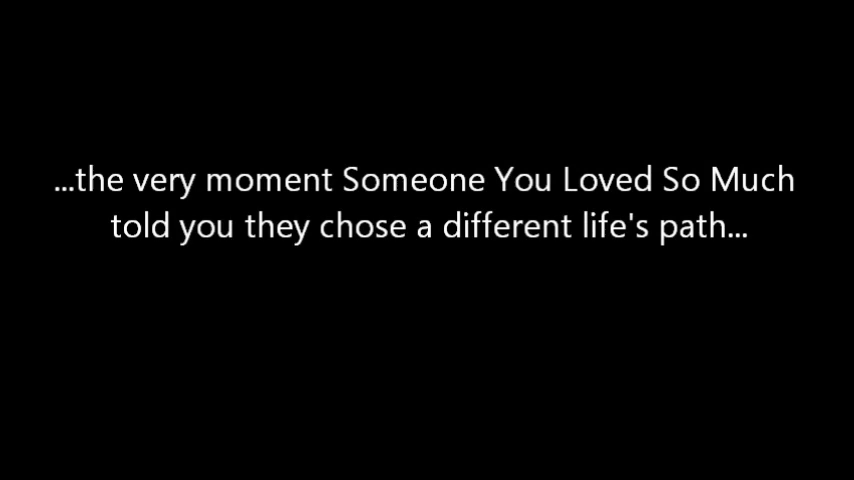 ...the very moment Someone You Loved So Much
told you they chose a different life's path...